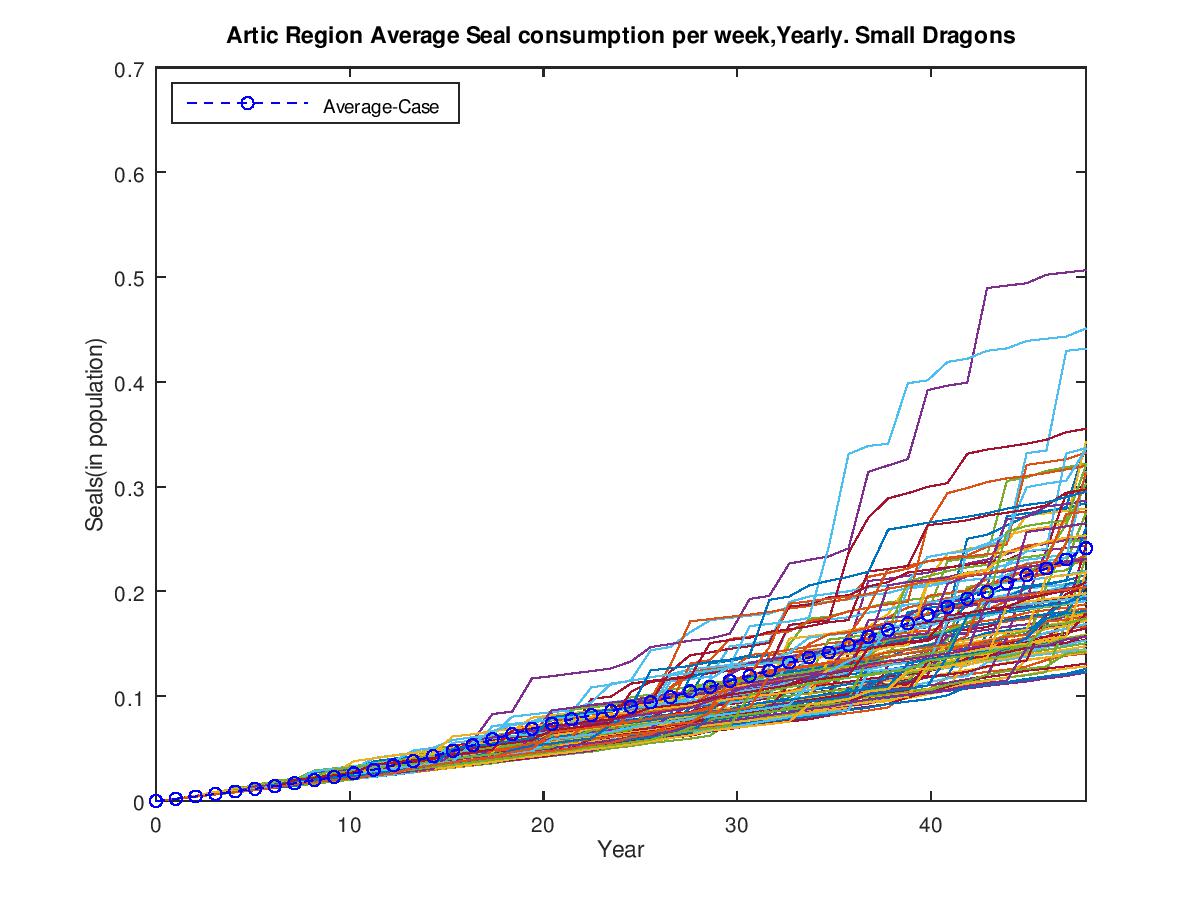 Artic Region Average Seal consumption per week,Yearly. Small Dragons
0.7
Average-Case
0.6
0.5
0.4
0.3
0.2
0.1
0
Seals(in population)
0 10 20 30 40
Year